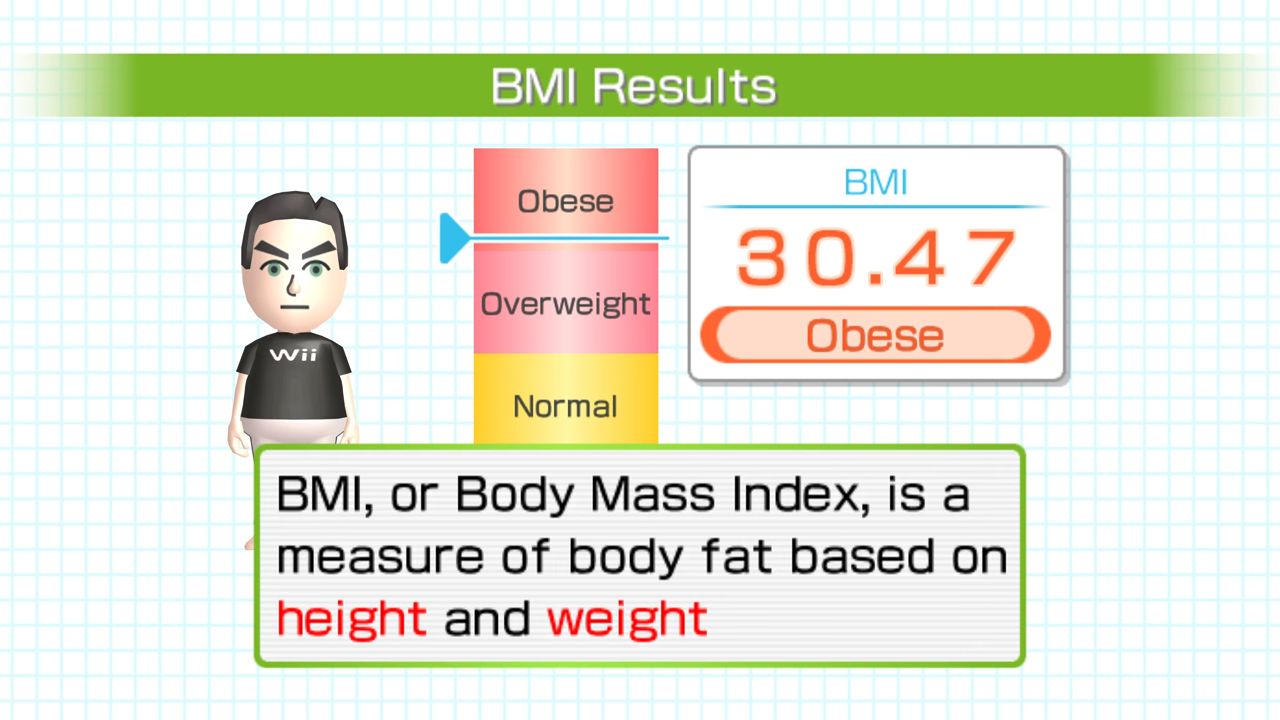 BMI Results
Obese
Overweight
Normal
BMI
30.47
Obese
Wii
BMI, or Body Mass Index, is a
measure of body fat based on
height and weight